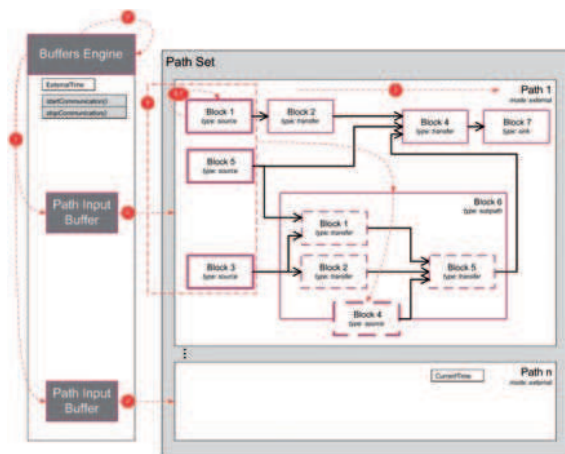 Buffers Engine
ExternalTime
startCommunication()
stopCommunication()
Path Input
Buffer
Path Input
Buffer
Path Set
Path 1
mode: external
Block 1
type: source
Block 2
type: transfer
Block 4
type: transfer
Block 7
type: sink
Block 5
type: source
Block 6
type: subpath
Block 1
type: transfer
Block 3
type: source
Block 2
type: transfer
Block 5
type: transfer
Block 4
type: source
Path n
mode: external
CurrentTime